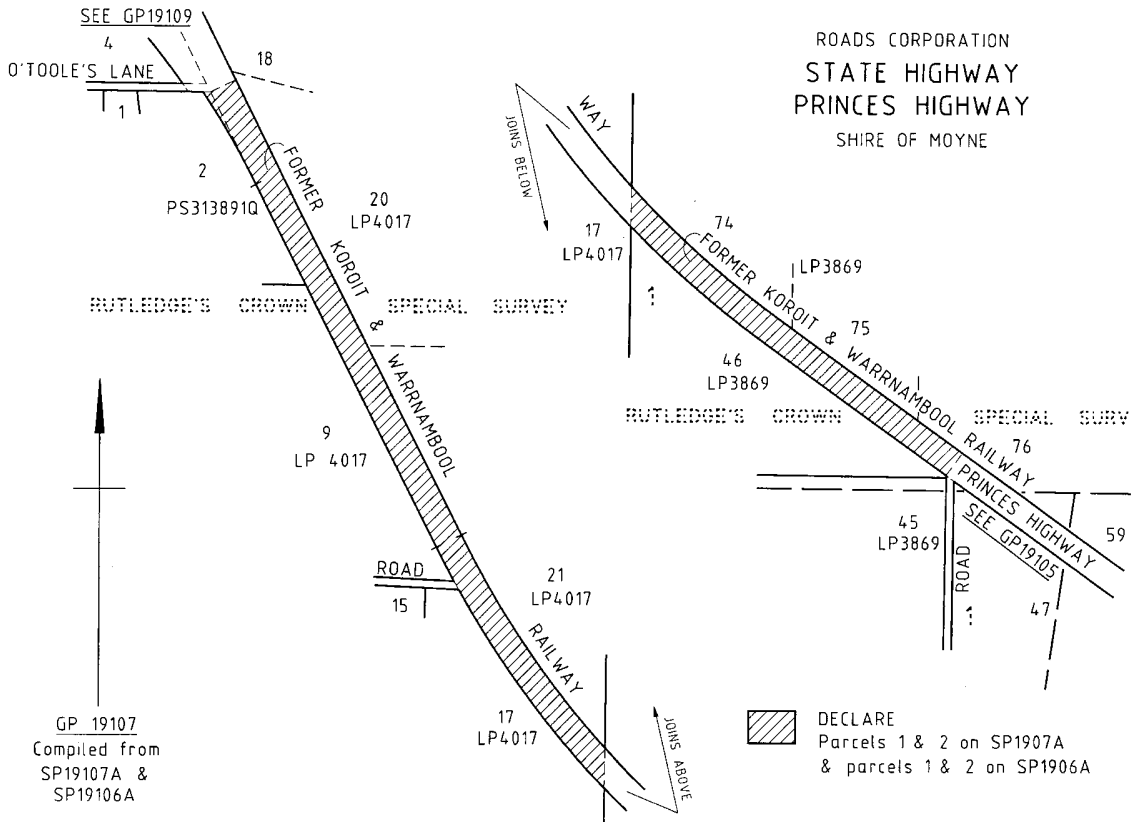 SEE GP19109
4
O'TOOLE'S LANE
18
1
2
PS313891Q
FORMER KOROIT & WARRNAMBOOL RAILWAY
20
LP4017
RUTLEDGE'S CROWN SPECIAL SURVEY
9
LP 4017
ROAD
15
21
LP4017
17
LP4017
JOINS ABOVE
GP 19107
Compiled from
SP19107A &
SP19106A
ROADS CORPORATION
STATE HIGHWAY
PRINCES HIGHWAY
SHIRE OF MOYNE
JOINS BELOW
WAY
17
LP4017
1
74
FORMER KOROIT & WARRNAMBOOL RAILWAY
LP3869
75
46
LP3869
RUTLEDGE'S CROWN SPECIAL SURV
76
PRINCES HIGHWAY
SEE GP19105
59
45
LP3869
ROAD
1
47
DECLARE
Parcels 1 & 2 on SP1907A
& parcels 1 & 2 on SP1906A